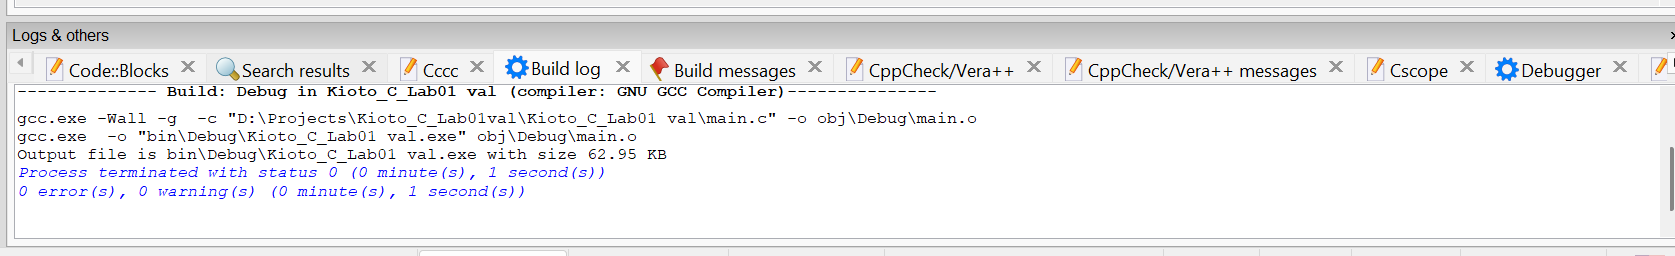 Logs & others
Code::Blocks Search results Cccc Build log Build messages CppCheck/Vera++ CppCheck/Vera++ messages Cscope Debugger
-------------- Build: Debug in Kioto_C_Lab01 val (compiler: GNU GCC Compiler)---------------
gcc.exe -Wall -g  -c "D:\Projects\Kioto_C_Lab01val\Kioto_C_Lab01 val\main.c" -o obj\Debug\main.o
gcc.exe  -o "bin\Debug\Kioto_C_Lab01 val.exe" obj\Debug\main.o
Output file is bin\Debug\Kioto_C_Lab01 val.exe with size 62.95 KB
Process terminated with status 0 (0 minute(s), 1 second(s))
0 error(s), 0 warning(s) (0 minute(s), 1 second(s))